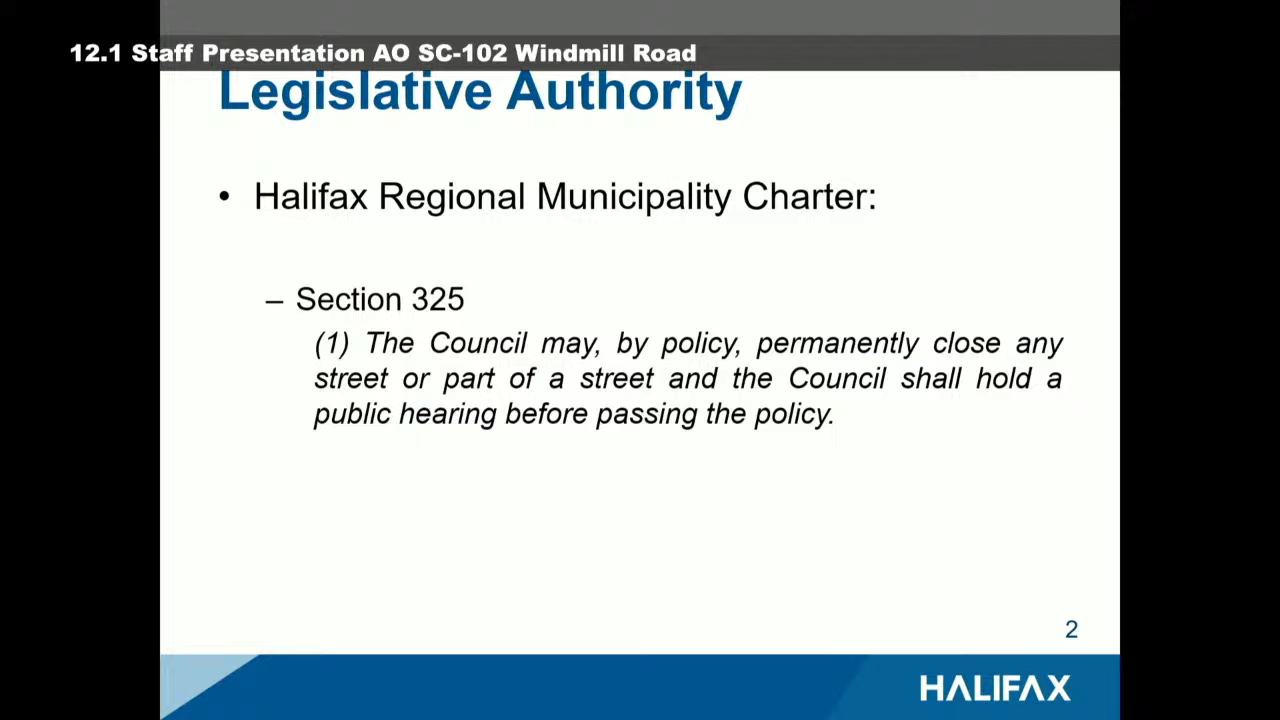 12.1 Staff Presentation AO SC-102 Windmill Road
Legislative Authority
• Halifax Regional Municipality Charter:
– Section 325
(1) The Council may, by policy, permanently close any
street or part of a street and the Council shall hold a
public hearing before passing the policy.
2
HALIFAX